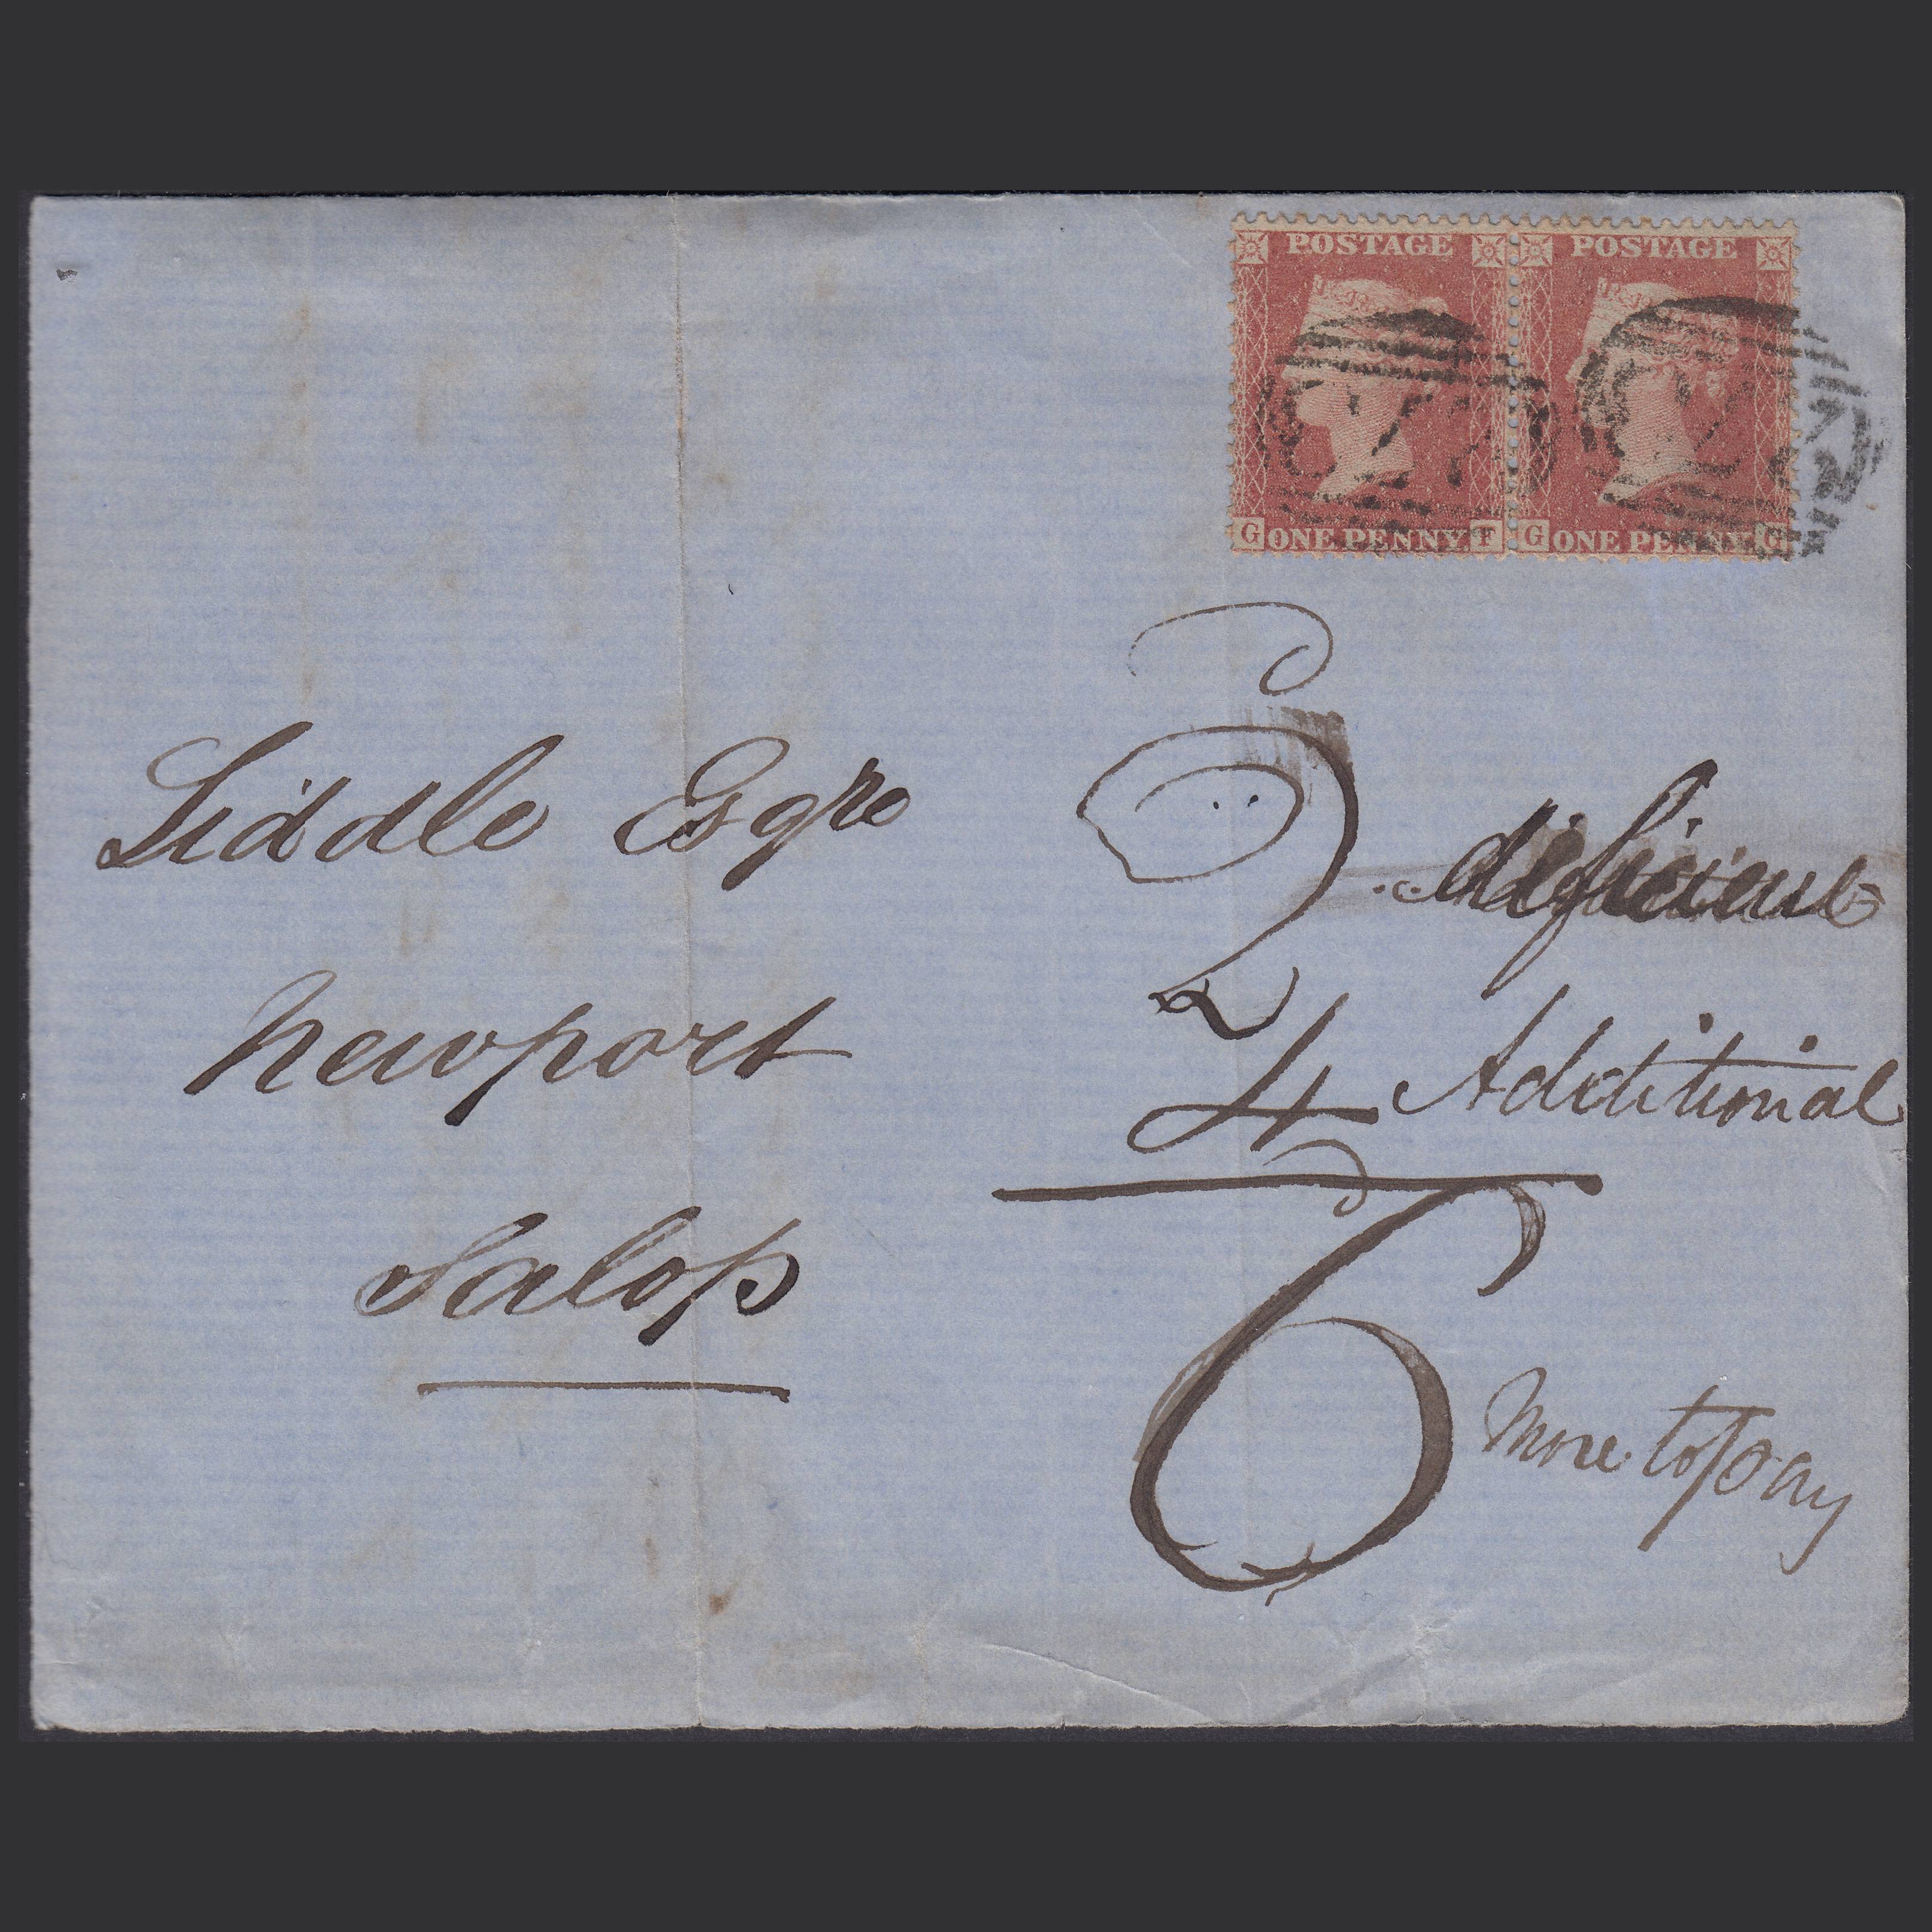 POSTAGE POSTAGE
G ONE PENNY F G ONE PENNY G
Liddle Esqre
Newport
Salop
2 deficient
4 Additional
6 More to pay